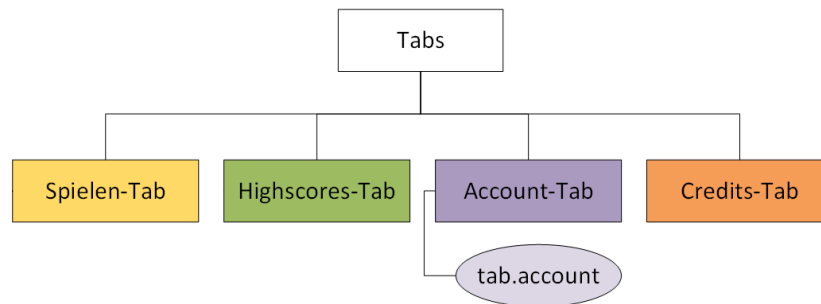 Tabs
Spielen-Tab
Highscores-Tab
Account-Tab
Credits-Tab
tab.account